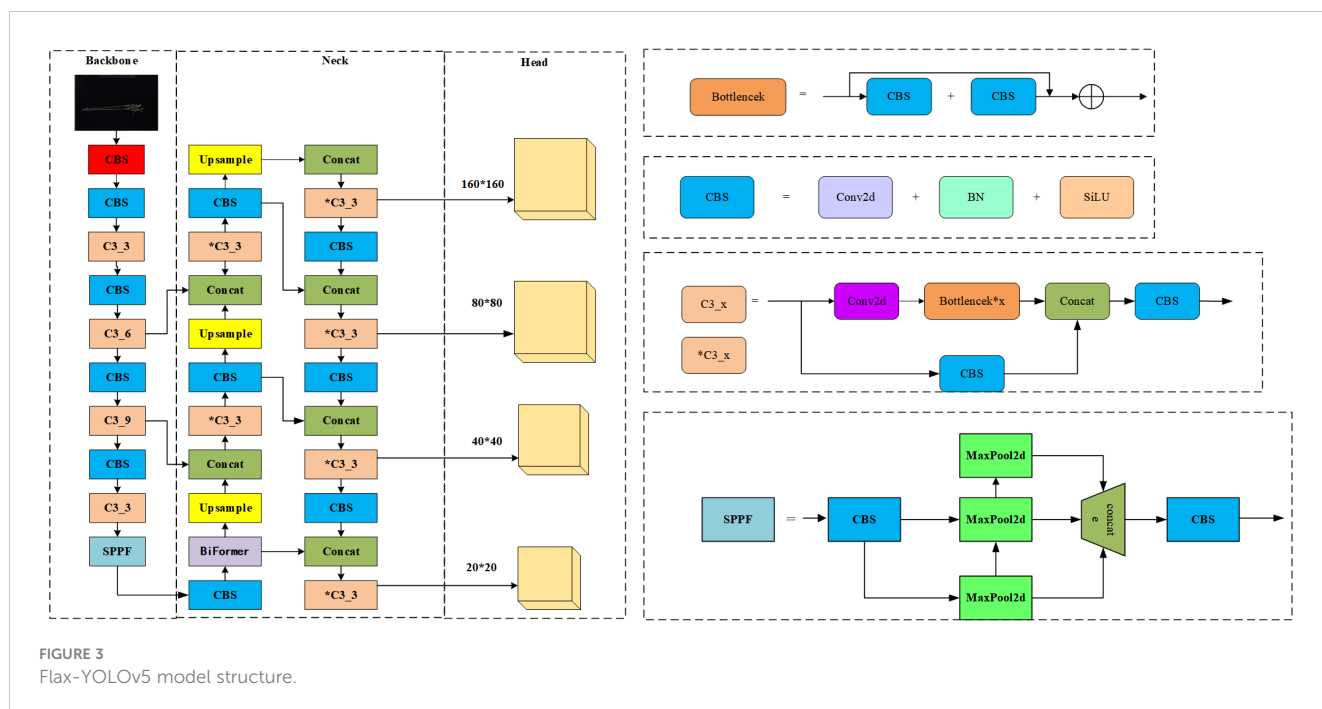 Backbone
Neck
Head
CBS
CBS
C3_3
CBS
C3_6
CBS
C3_9
CBS
C3_3
SPPF
Upsample
CBS
*C3_3
Concat
Upsample
CBS
*C3_3
Concat
Upsample
BiFormer
CBS
Concat
*C3_3
CBS
Concat
*C3_3
CBS
Concat
*C3_3
CBS
Concat
*C3_3
160*160
80*80
40*40
20*20
Bottlencek = CBS + CBS
CBS = Conv2d + BN + SiLU
C3_x = Conv2d Bottlencek*x Concat CBS
*C3_x
CBS
MaxPool2d
SPPF = CBS MaxPool2d concat
e CBS
MaxPool2d
FIGURE 3
Flax-YOLOv5 model structure.